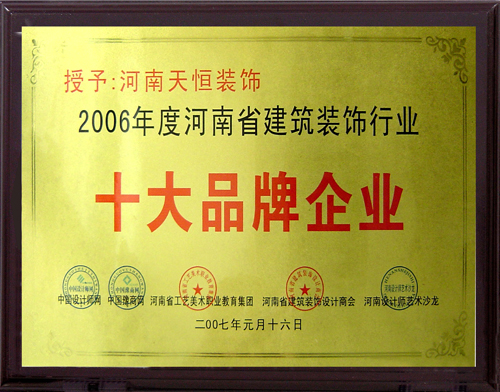 授予:河南天恒装饰
2006年度河南省建筑装饰行业
十大品牌企业
中国设计师网 中国雕商网 河南省工艺美术职业教育集团 河南省建筑装饰设计商会 河南设计师艺术沙龙
二00七年元月十六日